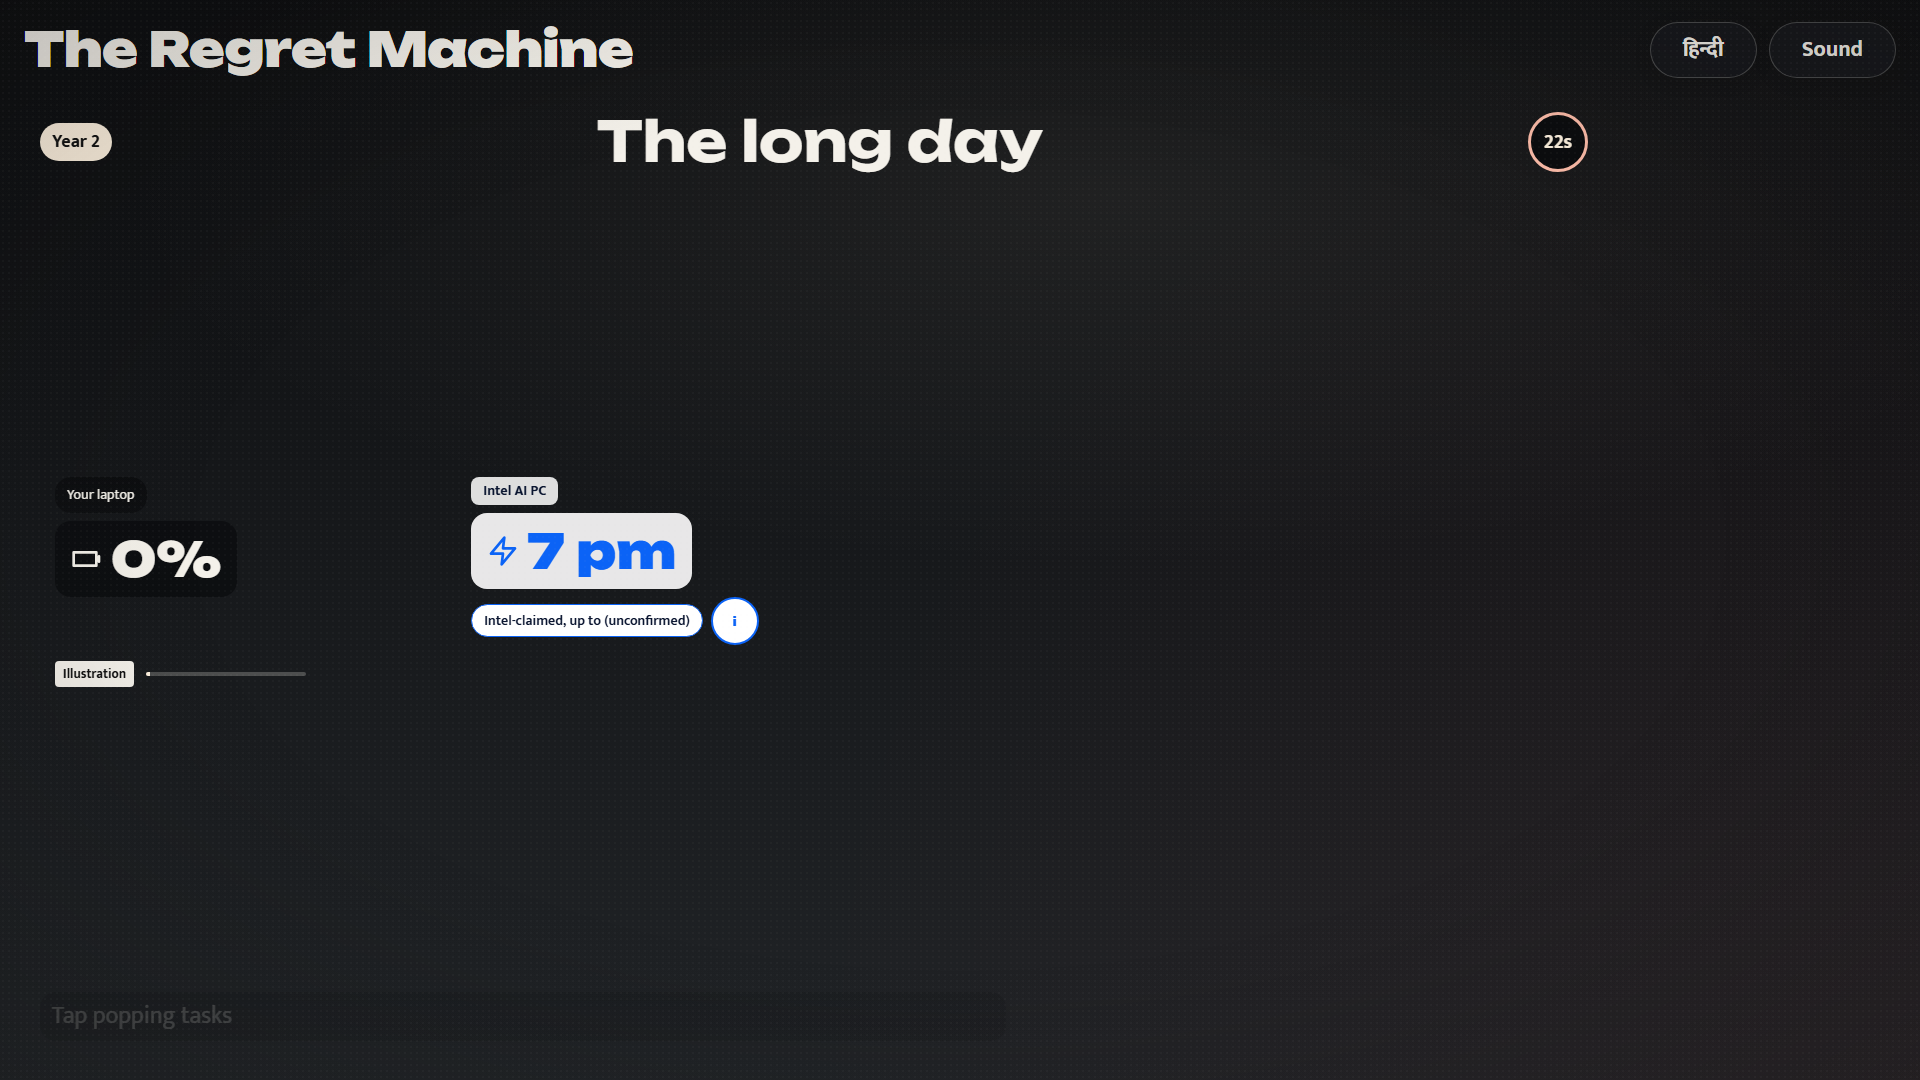 The Regret Machine
हिन्दी
Sound
Year 2
The long day
22s
Your laptop
0%
Intel AI PC
7 pm
Intel-claimed, up to (unconfirmed)
i
Illustration
Tap popping tasks